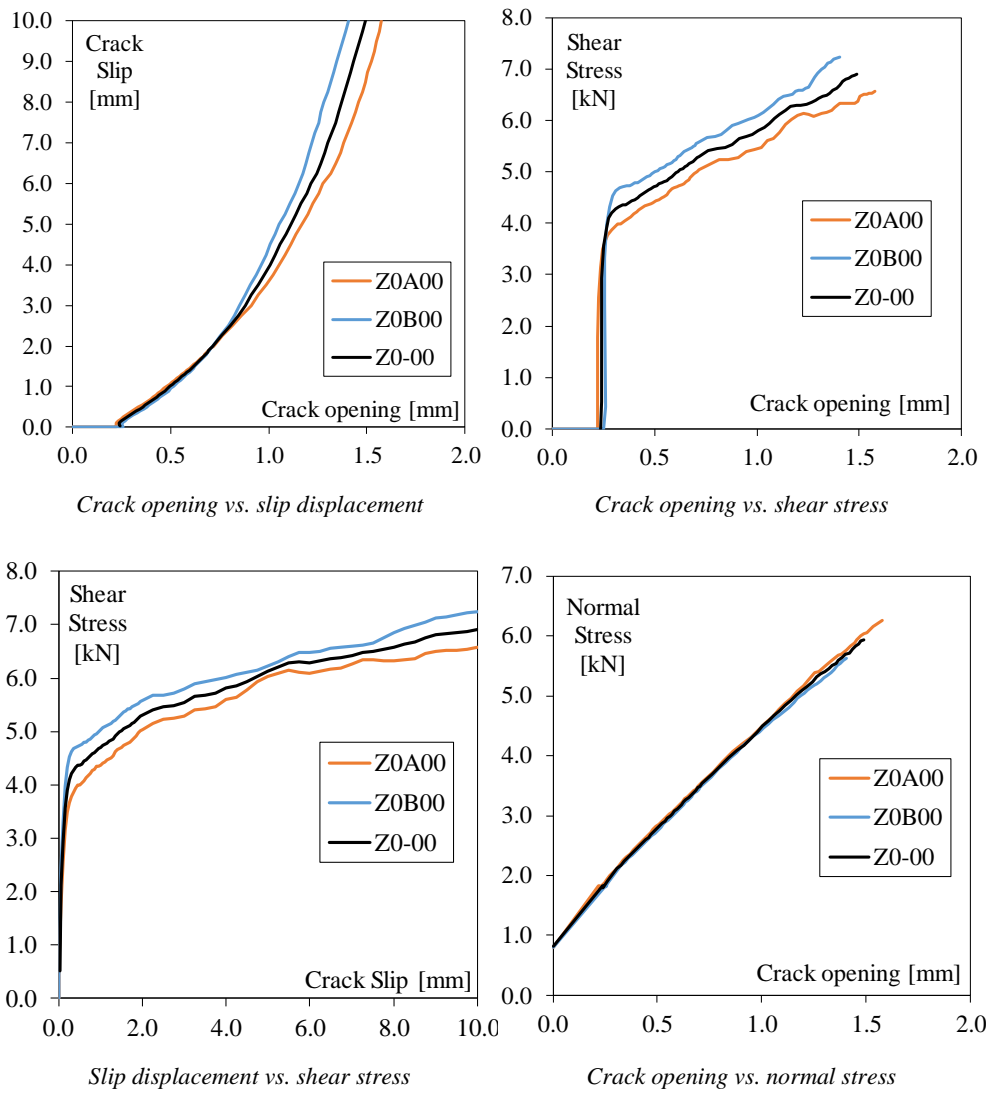 10.0
9.0
8.0
7.0
6.0
5.0
4.0
3.0
2.0
1.0
0.0
Crack
Slip
[mm]
Z0A00
Z0B00
Z0-00
Crack opening [mm]
0.0 0.5 1.0 1.5 2.0
Crack opening vs. slip displacement
8.0
7.0
6.0
5.0
4.0
3.0
2.0
1.0
0.0
Shear
Stress
[kN]
Z0A00
Z0B00
Z0-00
Crack opening [mm]
0.0 0.5 1.0 1.5 2.0
Crack opening vs. shear stress
8.0
7.0
6.0
5.0
4.0
3.0
2.0
1.0
0.0
Shear
Stress
[kN]
Z0A00
Z0B00
Z0-00
Crack Slip [mm]
0.0 2.0 4.0 6.0 8.0 10.0
Slip displacement vs. shear stress
7.0
6.0
5.0
4.0
3.0
2.0
1.0
0.0
Normal
Stress
[kN]
Z0A00
Z0B00
Z0-00
Crack opening [mm]
0.0 0.5 1.0 1.5 2.0
Crack opening vs. normal stress